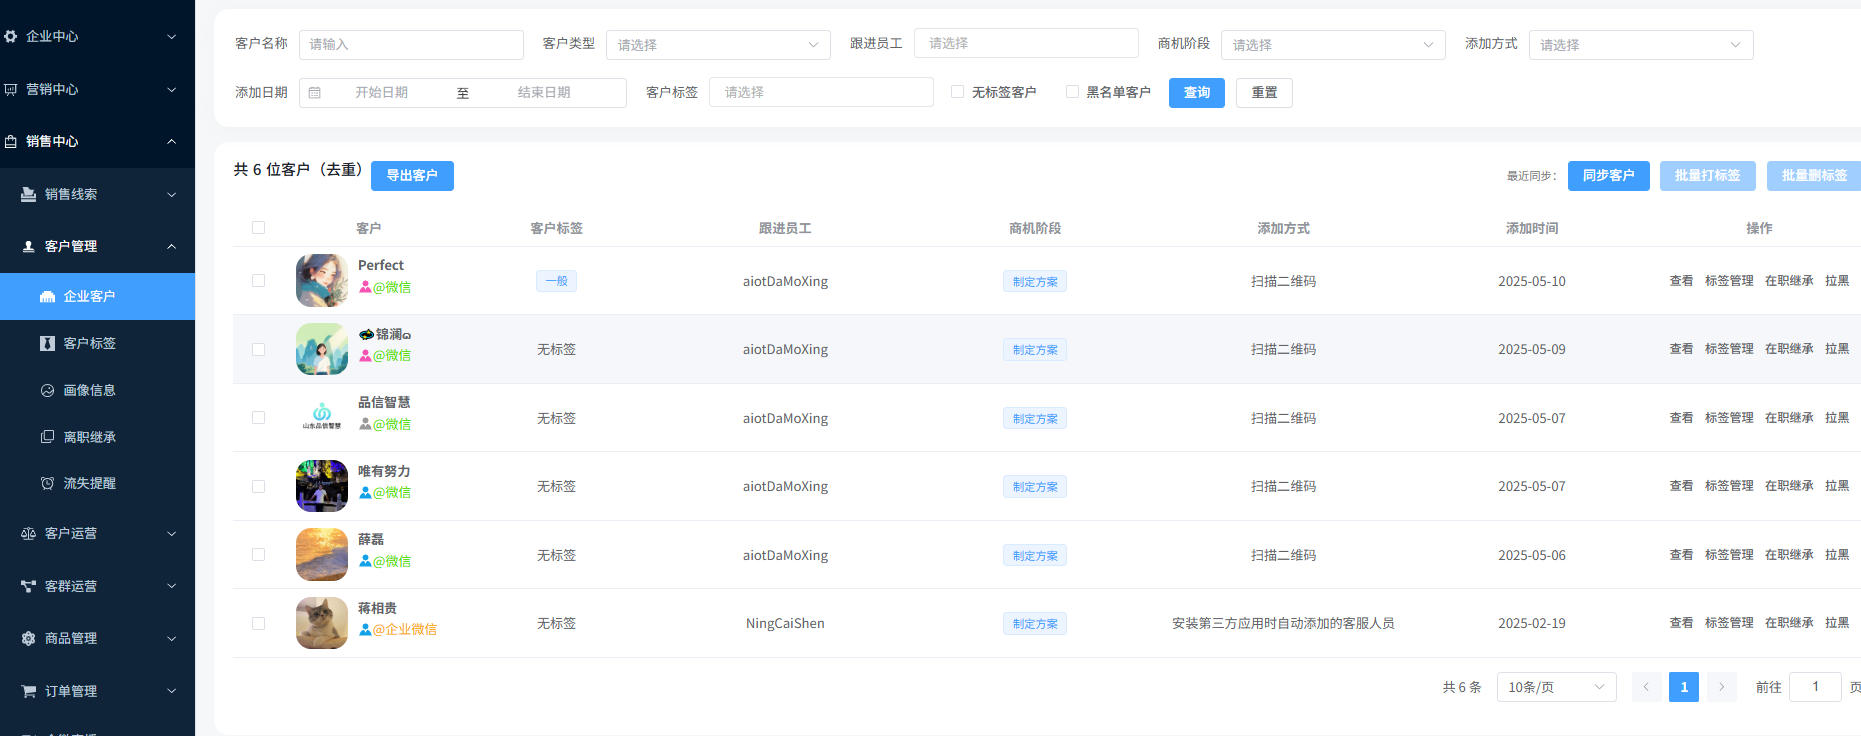 企业中心
营销中心
销售中心
销售线索
客户管理
企业客户
客户标签
画像信息
离职继承
流失提醒
客户运营
客群运营
商品管理
订单管理
客户名称 请输入 客户类型 请选择 跟进员工 请选择 商机阶段 请选择 添加方式 请选择
添加日期 开始日期 至 结束日期 客户标签 请选择 无标签客户 黑名单客户 查询 重置
共 6 位客户（去重） 导出客户 最近同步： 同步客户 批量打标签 批量删标签
客户 客户标签 跟进员工 商机阶段 添加方式 添加时间 操作
Perfect
@微信 一般 aiotDaMoXing 制定方案 扫描二维码 2025-05-10 查看 标签管理 在职继承 拉黑
锦澜
@微信 无标签 aiotDaMoXing 制定方案 扫描二维码 2025-05-09 查看 标签管理 在职继承 拉黑
山东品信智慧
品信智慧
@微信 无标签 aiotDaMoXing 制定方案 扫描二维码 2025-05-07 查看 标签管理 在职继承 拉黑
唯有努力
@微信 无标签 aiotDaMoXing 制定方案 扫描二维码 2025-05-07 查看 标签管理 在职继承 拉黑
薛磊
@微信 无标签 aiotDaMoXing 制定方案 扫描二维码 2025-05-06 查看 标签管理 在职继承 拉黑
蒋相贵
@企业微信 无标签 NingCaiShen 制定方案 安装第三方应用时自动添加的客服人员 2025-02-19 查看 标签管理 在职继承 拉黑
共 6 条 10条/页 1 前往 1 页